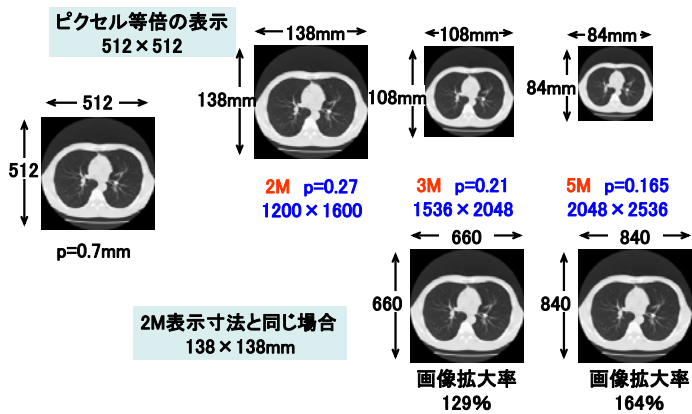 ピクセル等倍の表示
512×512
512
512
p=0.7mm
138mm
138mm
2M p=0.27
1200×1600
108mm
108mm
3M p=0.21
1536×2048
84mm
84mm
5M p=0.165
2048×2536
2M表示寸法と同じ場合
138×138mm
660
660
画像拡大率
129%
840
840
画像拡大率
164%